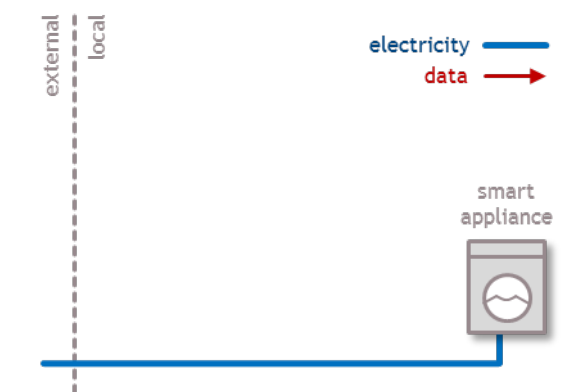 external
local
electricity
data
smart
appliance